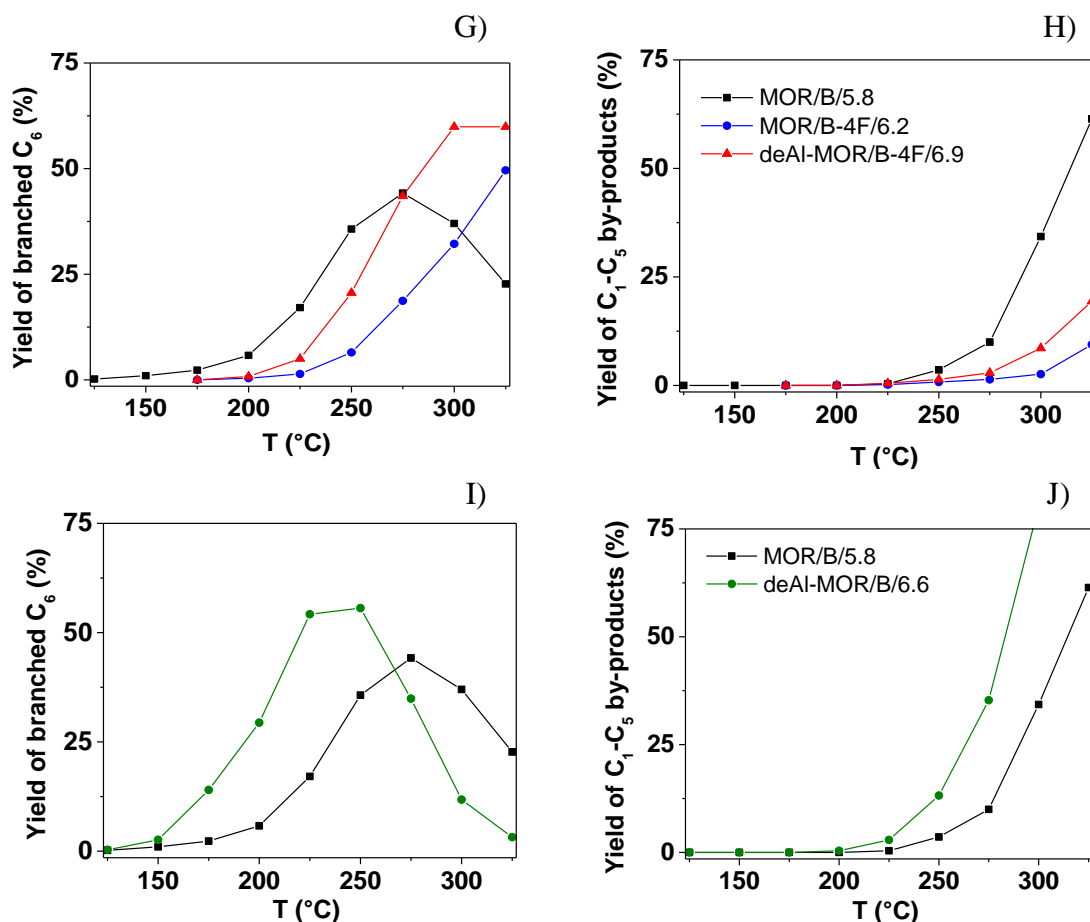 G)
Yield of branched C6 (%)
75
50
25
0
150 200 250 300
T (°C)
H)
Yield of C1-C5 by-products (%)
75
50
25
0
MOR/B/5.8
MOR/B-4F/6.2
deAl-MOR/B-4F/6.9
150 200 250 300
T (°C)
I)
Yield of branched C6 (%)
75
50
25
0
150 200 250 300
T (°C)
J)
Yield of C1-C5 by-products (%)
75
50
25
0
MOR/B/5.8
deAl-MOR/B/6.6
150 200 250 300
T (°C)